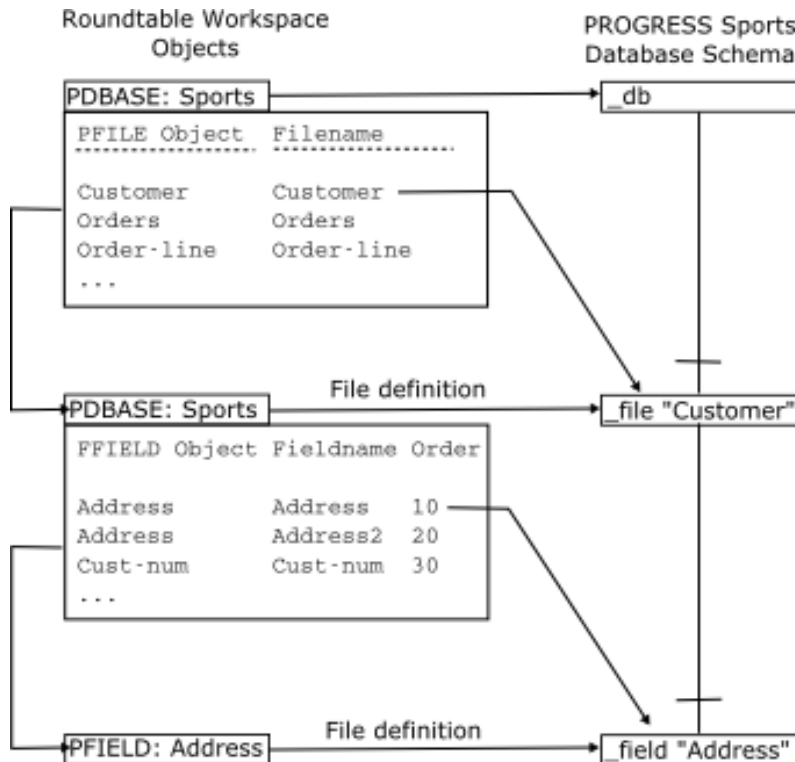 Roundtable Workspace
Objects
PROGRESS Sports
Database Schema
PDBASE: Sports
_db
PFILE Object Filename
Customer Customer
Orders Orders
Order-line Order-line
...
File definition
PDBASE: Sports
_file "Customer"
FFIELD Object Fieldname Order
Address Address 10
Address Address2 20
Cust-num Cust-num 30
...
File definition
PFIELD: Address
_field "Address"